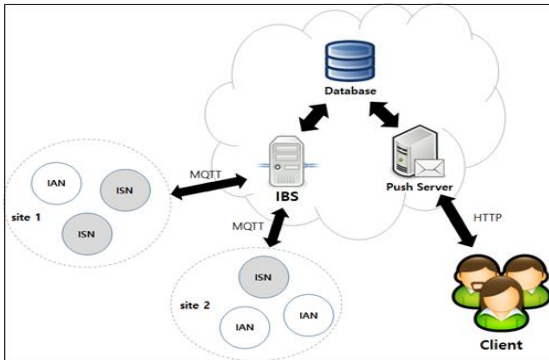 Database
IBS
Push Server
MQTT
HTTP
MQTT
IAN
ISN
ISN
site 1
ISN
site 2
IAN
IAN
Client